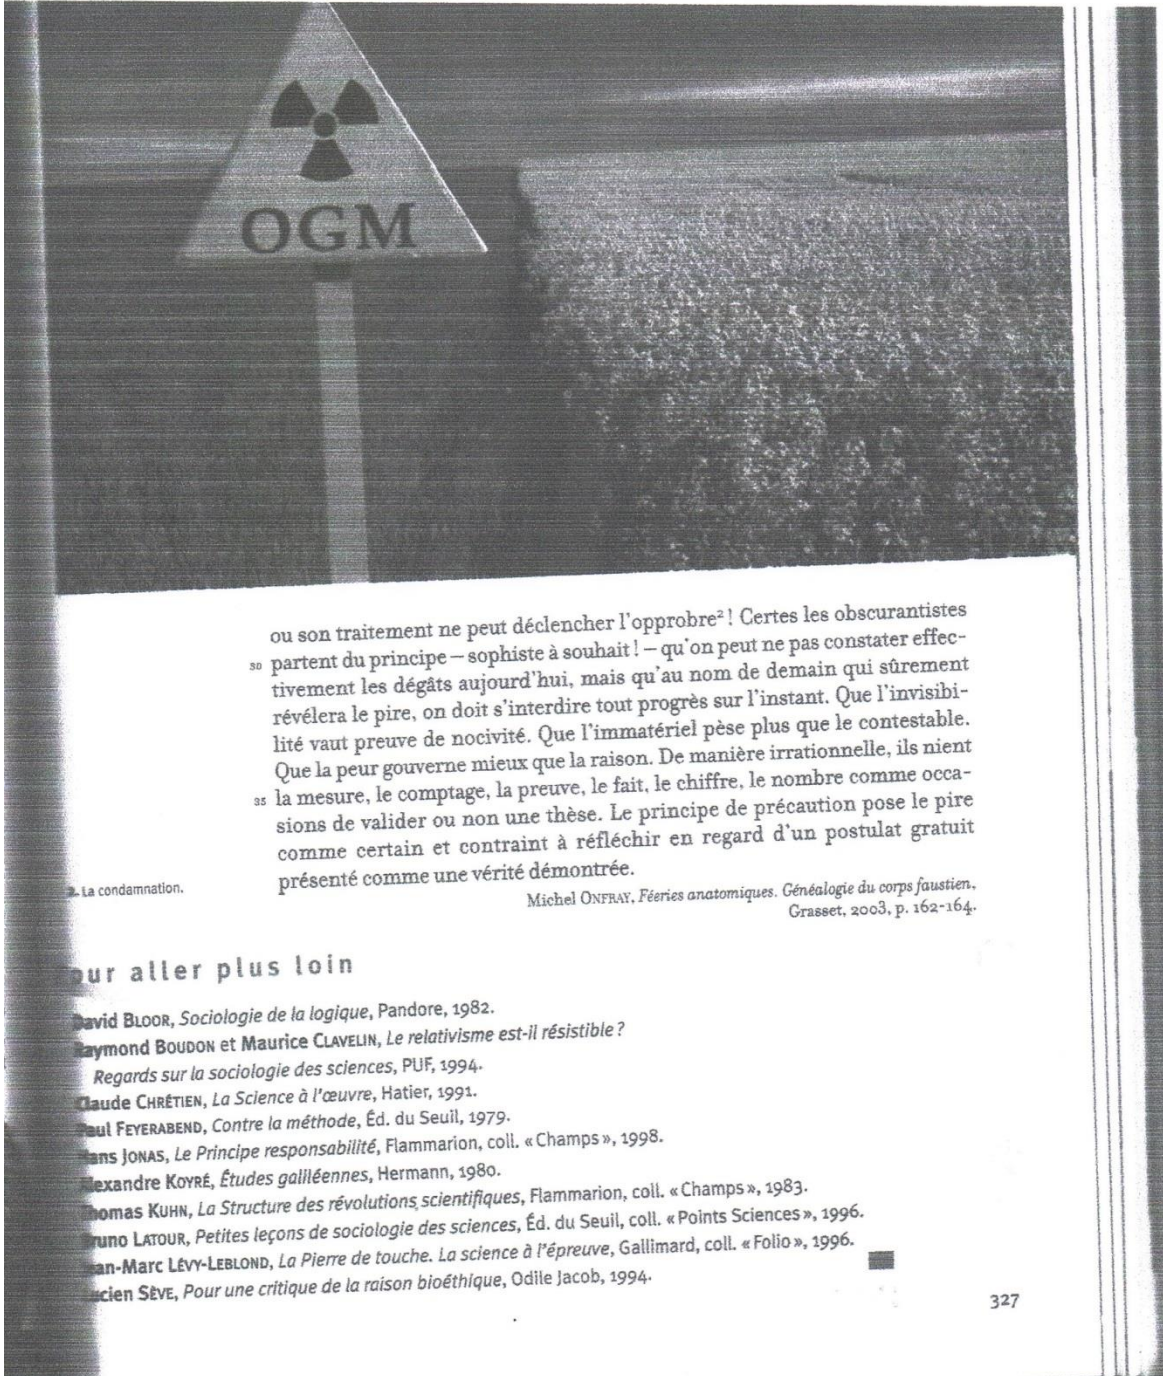 OGM
ou son traitement ne peut déclencher l'opprobre² ! Certes les obscurantistes
30 partent du principe – sophiste à souhait ! – qu'on peut ne pas constater effec-
tivement les dégâts aujourd'hui, mais qu'au nom de demain qui sûrement
révélera le pire, on doit s'interdire tout progrès sur l'instant. Que l'invisibi-
lité vaut preuve de nocivité. Que l'immatériel pèse plus que le contestable.
Que la peur gouverne mieux que la raison. De manière irrationnelle, ils nient
35 la mesure, le comptage, la preuve, le fait, le chiffre, le nombre comme occa-
sions de valider ou non une thèse. Le principe de précaution pose le pire
comme certain et contraint à réfléchir en regard d'un postulat gratuit
présenté comme une vérité démontrée.
2. La condamnation.
Michel ONFRAY, Féeries anatomiques. Généalogie du corps faustien,
Grasset, 2003, p. 162-164.
our aller plus loin
David BLOOR, Sociologie de la logique, Pandore, 1982.
Raymond BOUDON et Maurice CLAVELIN, Le relativisme est-il résistible ?
Regards sur la sociologie des sciences, PUF, 1994.
Claude CHRÉTIEN, La Science à l'œuvre, Hatier, 1991.
Paul FEYERABEND, Contre la méthode, Éd. du Seuil, 1979.
Hans JONAS, Le Principe responsabilité, Flammarion, coll. « Champs », 1998.
Alexandre KOYRÉ, Études galiléennes, Hermann, 1980.
Thomas KUHN, La Structure des révolutions scientifiques, Flammarion, coll. « Champs », 1983.
Bruno LATOUR, Petites leçons de sociologie des sciences, Éd. du Seuil, coll. « Points Sciences », 1996.
Jean-Marc LÉVY-LEBLOND, La Pierre de touche. La science à l'épreuve, Gallimard, coll. « Folio », 1996.
Lucien SÈVE, Pour une critique de la raison bioéthique, Odile Jacob, 1994.
327